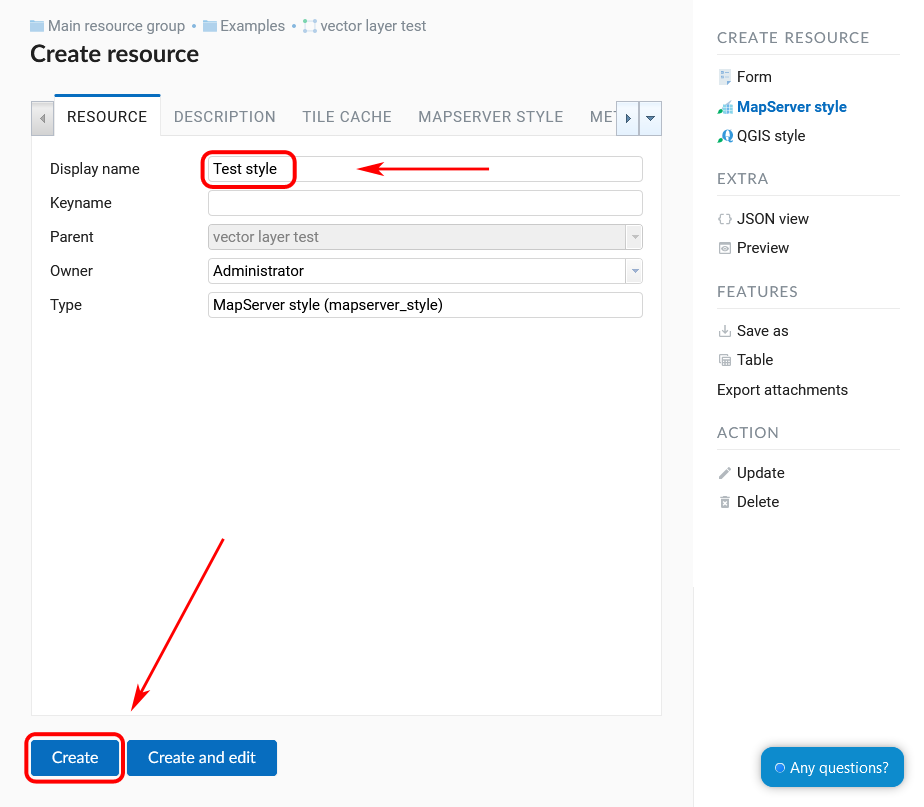 Main resource group • Examples • vector layer test
Create resource
RESOURCE DESCRIPTION TILE CACHE MAPSERVER STYLE MET
Display name Test style
Keyname
Parent vector layer test
Owner Administrator
Type MapServer style (mapserver_style)
Create Create and edit
CREATE RESOURCE
Form
MapServer style
QGIS style
EXTRA
JSON view
Preview
FEATURES
Save as
Table
Export attachments
ACTION
Update
Delete
Any questions?